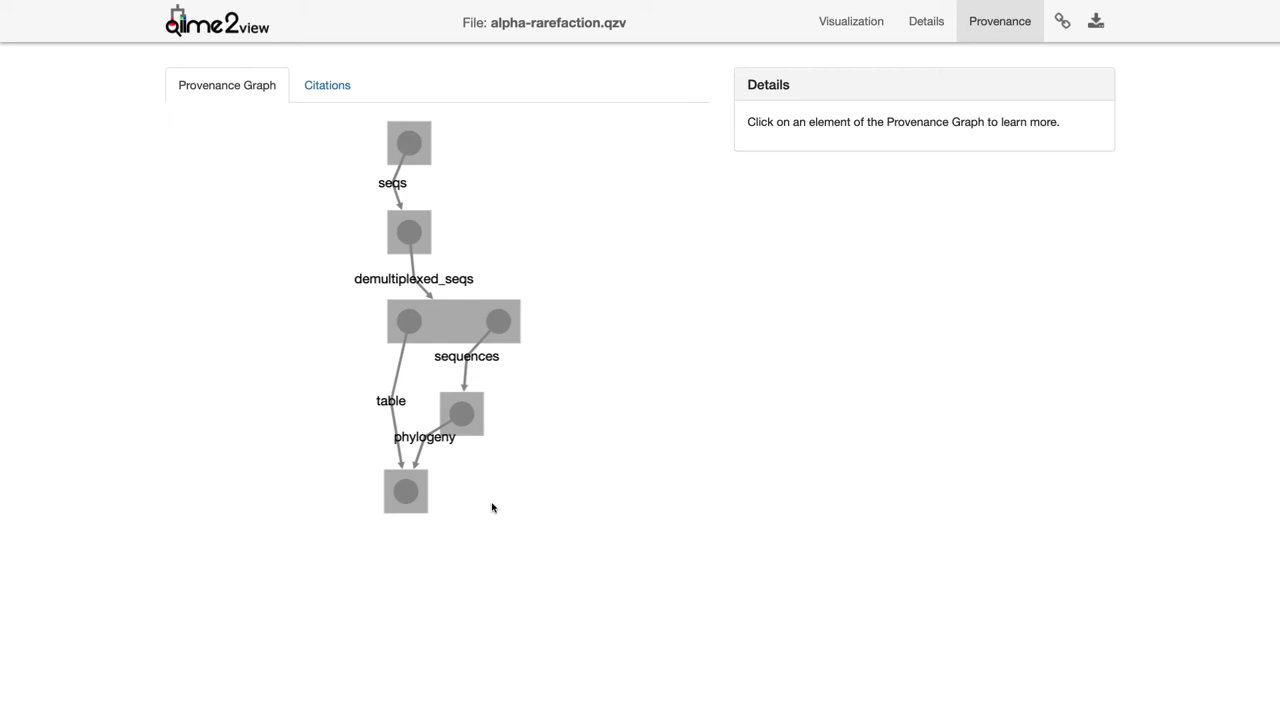 qiime2view
File: alpha-rarefaction.qzv
Visualization
Details
Provenance
Provenance Graph
Citations
Details
Click on an element of the Provenance Graph to learn more.
seqs
demultiplexed_seqs
sequences
table
phylogeny